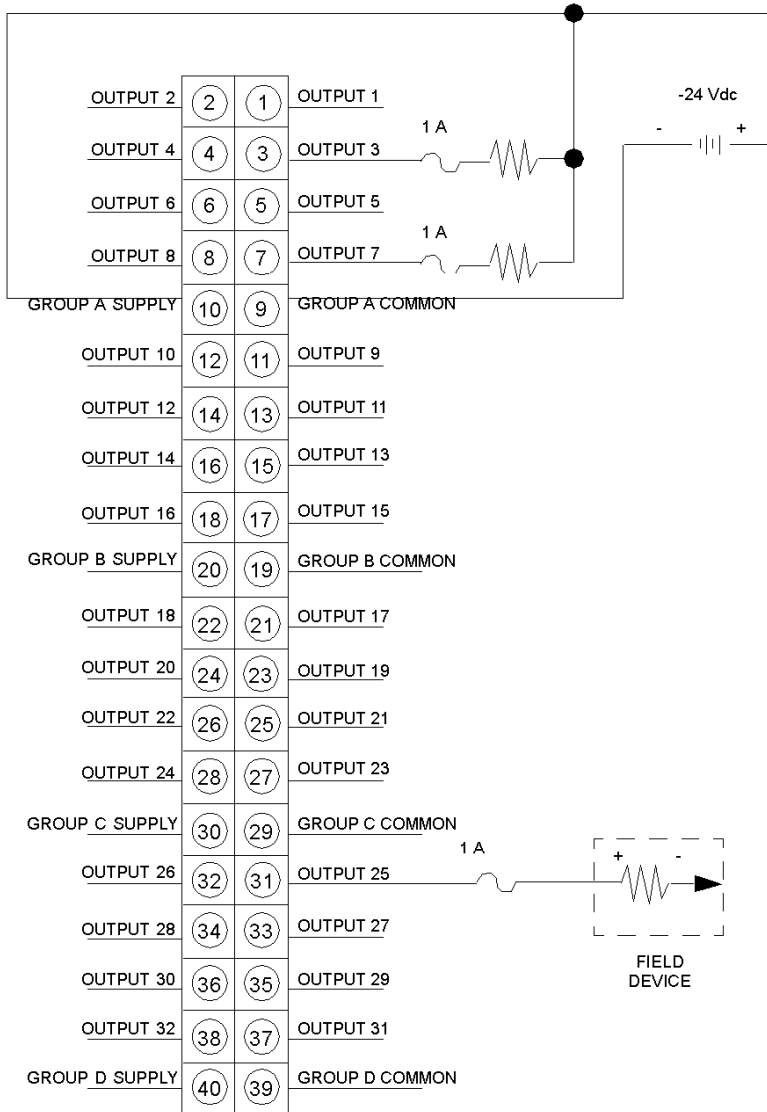 -24 Vdc
- +
OUTPUT 2 2 1 OUTPUT 1
1 A
OUTPUT 4 4 3 OUTPUT 3
OUTPUT 6 6 5 OUTPUT 5
1 A
OUTPUT 8 8 7 OUTPUT 7
GROUP A SUPPLY 10 9 GROUP A COMMON
OUTPUT 10 12 11 OUTPUT 9
OUTPUT 12 14 13 OUTPUT 11
OUTPUT 14 16 15 OUTPUT 13
OUTPUT 16 18 17 OUTPUT 15
GROUP B SUPPLY 20 19 GROUP B COMMON
OUTPUT 18 22 21 OUTPUT 17
OUTPUT 20 24 23 OUTPUT 19
OUTPUT 22 26 25 OUTPUT 21
OUTPUT 24 28 27 OUTPUT 23
GROUP C SUPPLY 30 29 GROUP C COMMON
1 A
+ -
OUTPUT 26 32 31 OUTPUT 25
OUTPUT 28 34 33 OUTPUT 27
FIELD
DEVICE
OUTPUT 30 36 35 OUTPUT 29
OUTPUT 32 38 37 OUTPUT 31
GROUP D SUPPLY 40 39 GROUP D COMMON